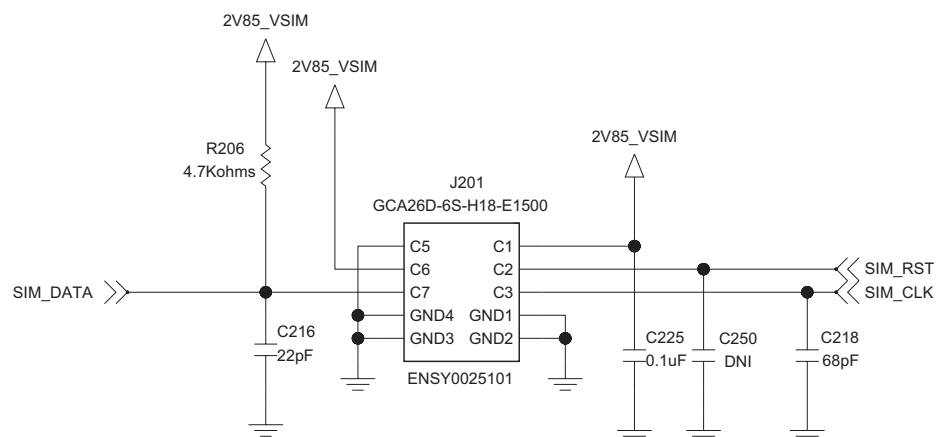 2V85_VSIM
2V85_VSIM
2V85_VSIM
R206
4.7Kohms
J201
GCA26D-6S-H18-E1500
C5
C1
C6
C2
SIM_RST
SIM_DATA
C7
C3
SIM_CLK
GND4
GND1
GND3
GND2
C216
22pF
C225
0.1uF
C250
DNI
C218
68pF
ENSY0025101